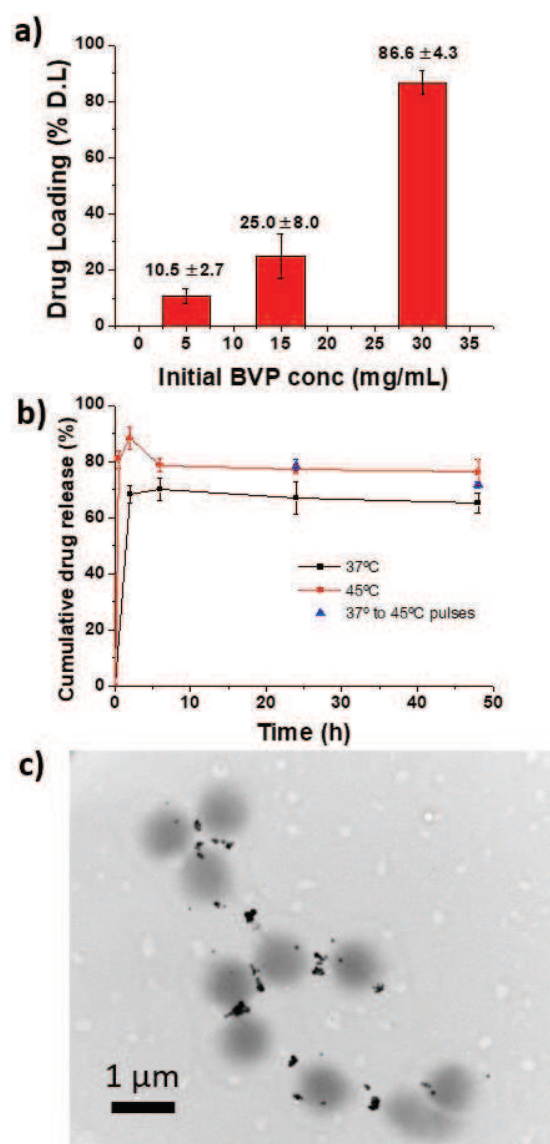 a)
Drug Loading (% D.L)
100
80
60
40
20
0
10.5 ±2.7
25.0 ±8.0
86.6 ±4.3
0 5 10 15 20 25 30 35
Initial BVP conc (mg/mL)
b)
Cumulative drug release (%)
100
80
60
40
20
0
37ºC
45ºC
37º to 45ºC pulses
0 10 20 30 40 50
Time (h)
c)
1 µm